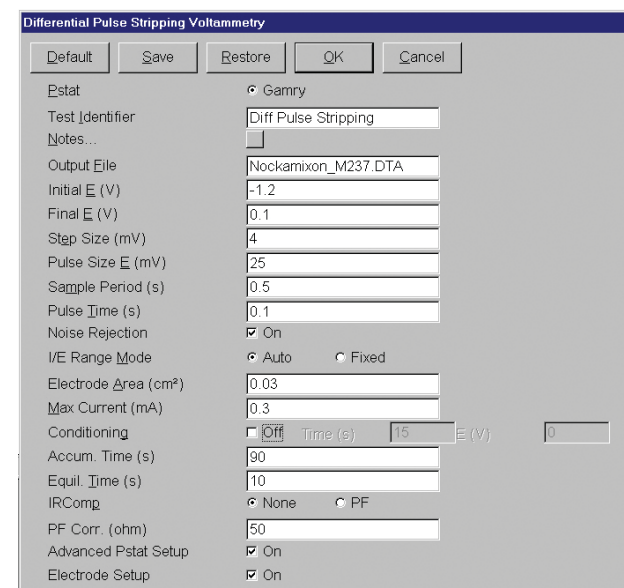 Differential Pulse Stripping Voltammetry
Default Save Restore OK Cancel
Pstat Gamry
Test Identifier Diff Pulse Stripping
Notes...
Output File Nockamixon_M237.DTA
Initial E (V) -1.2
Final E (V) 0.1
Step Size (mV) 4
Pulse Size E (mV) 25
Sample Period (s) 0.5
Pulse Time (s) 0.1
Noise Rejection On
I/E Range Mode Auto Fixed
Electrode Area (cm²) 0.03
Max Current (mA) 0.3
Conditioning Off Time (s) 15 E (V) 0
Accum. Time (s) 90
Equil. Time (s) 10
IRComp None PF
PF Corr. (ohm) 50
Advanced Pstat Setup On
Electrode Setup On